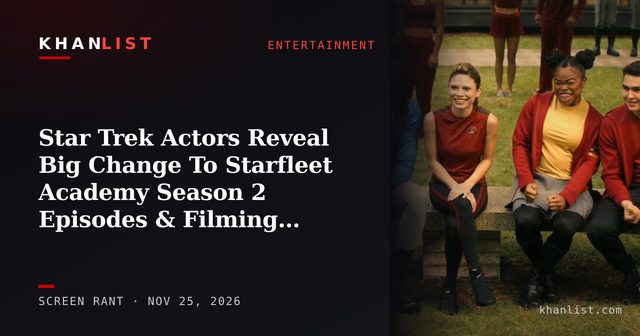 KHANLIST
ENTERTAINMENT
Star Trek Actors Reveal
Big Change To Starfleet
Academy Season 2
Episodes & Filming...
SCREEN RANT · NOV 25, 2026
khanlist.com